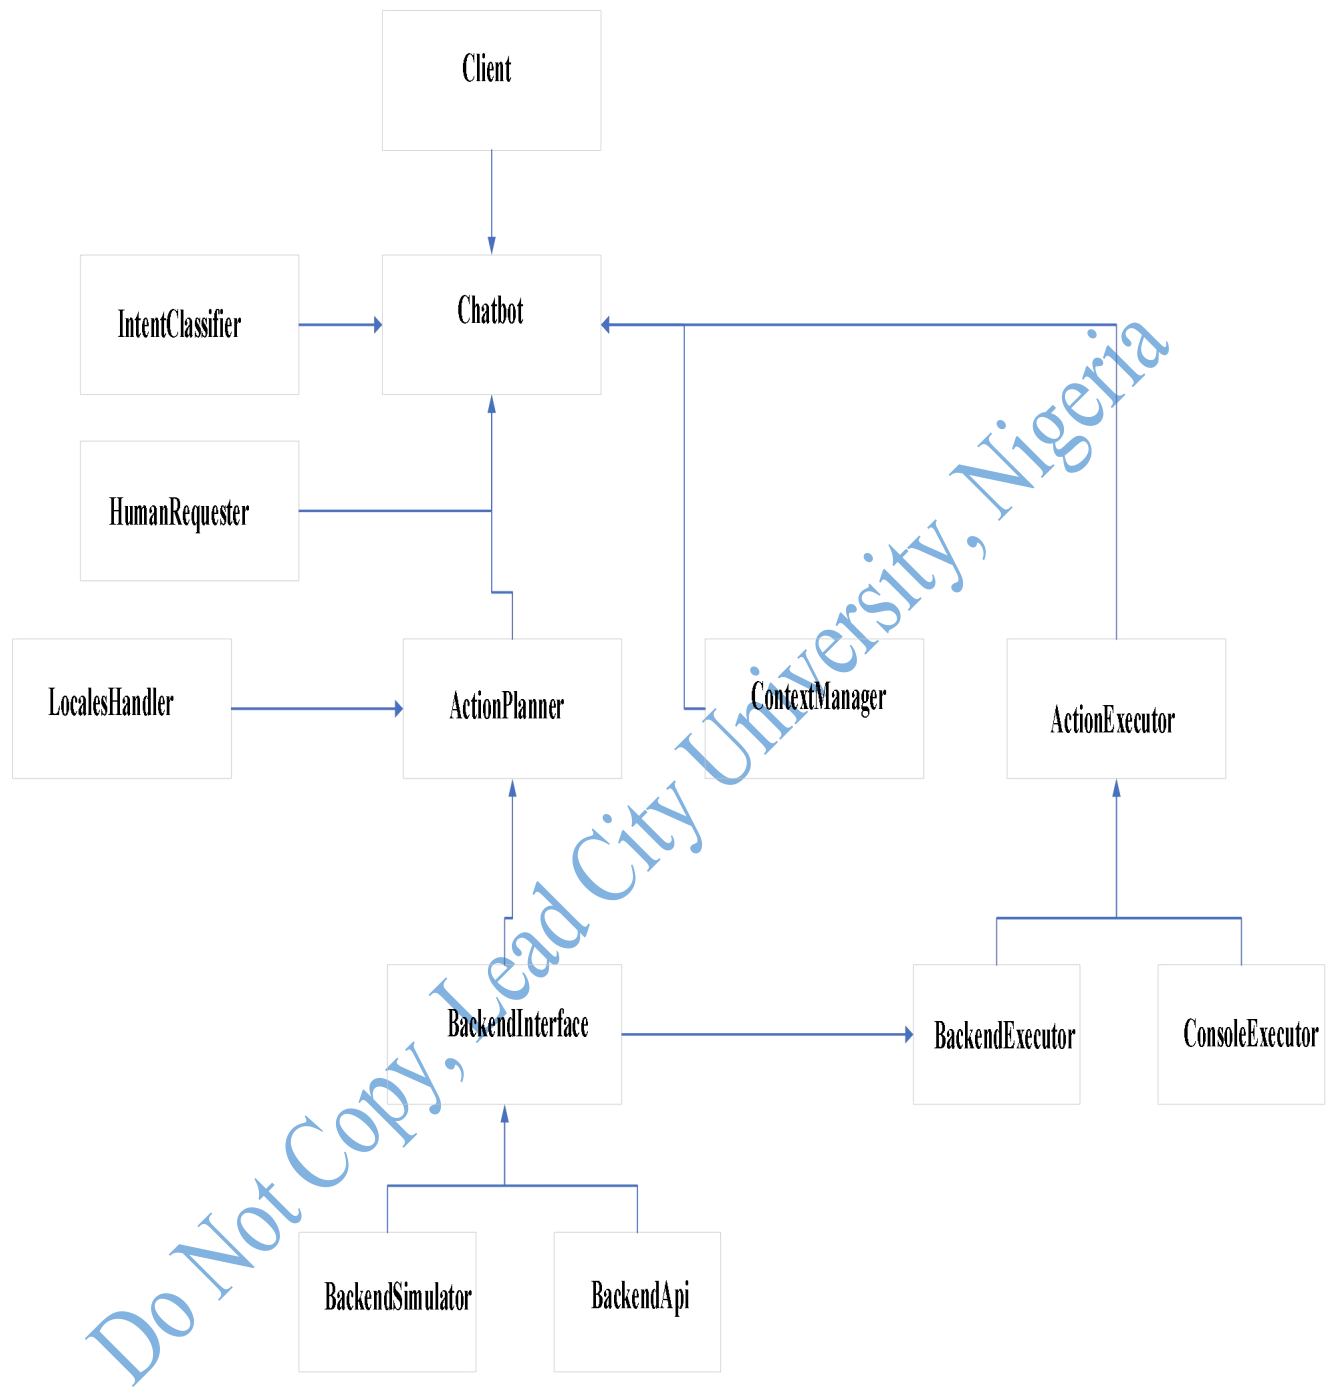 Client
Chatbot
IntentClassifier
HumanRequester
LocalesHandler
ActionPlanner
ContextManager
ActionExecutor
BackendInterface
BackendExecutor
ConsoleExecutor
BackendSimulator
BackendApi
Do Not Copy, Lead City University, Nigeria